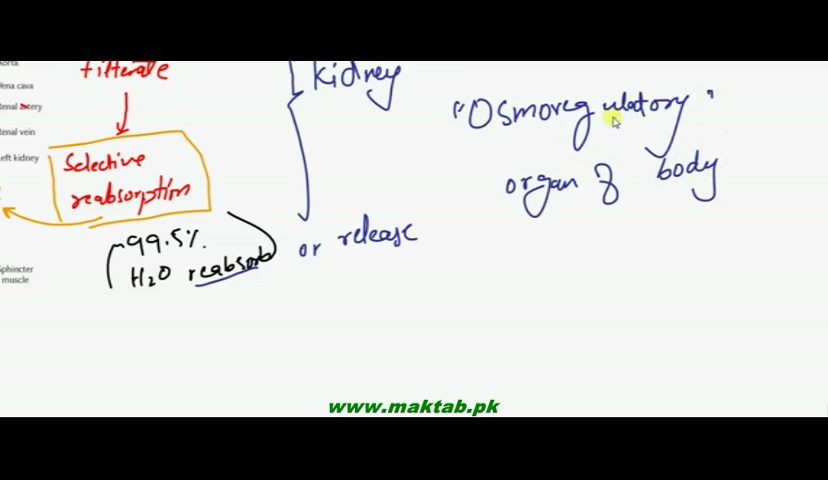 Aorta
Vena cava
Renal artery
Renal vein
Left kidney
Sphincter
muscle
filterate
Selective
reabsorption
~99.5%
H2O reabsorb
kidney
or release
"Osmoregulatory"
organ of body
www.maktab.pk